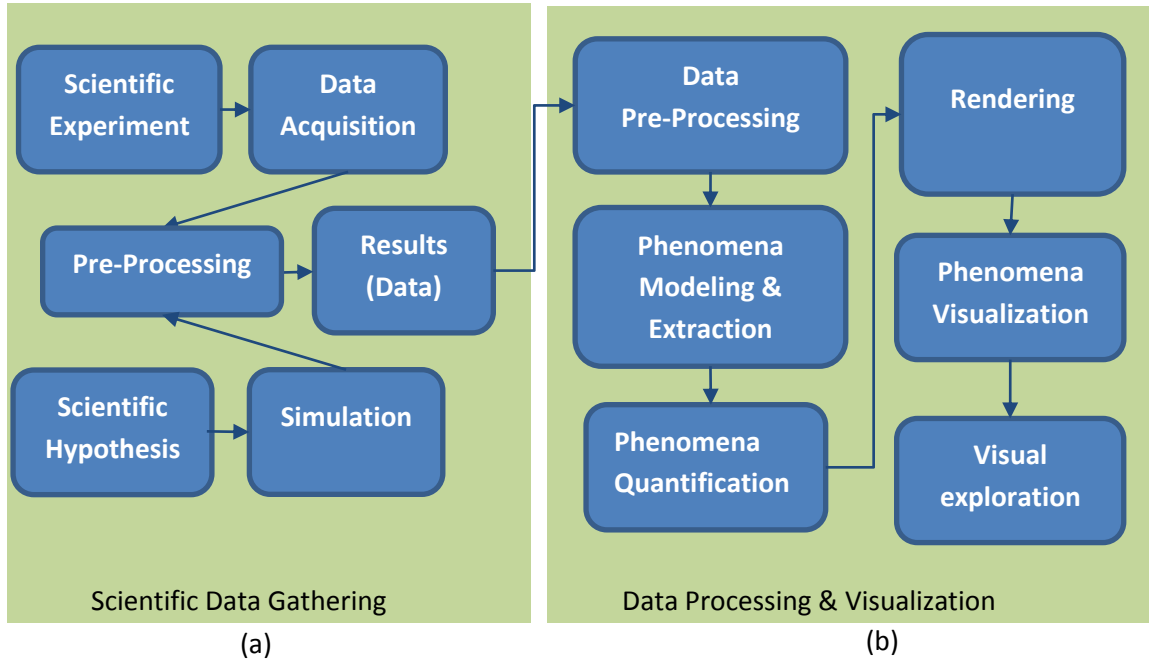 Scientific
Experiment
Data
Acquisition
Pre-Processing
Results
(Data)
Scientific
Hypothesis
Simulation
Scientific Data Gathering
(a)
Data
Pre-Processing
Phenomena
Modeling &
Extraction
Phenomena
Quantification
Rendering
Phenomena
Visualization
Visual
exploration
Data Processing & Visualization
(b)